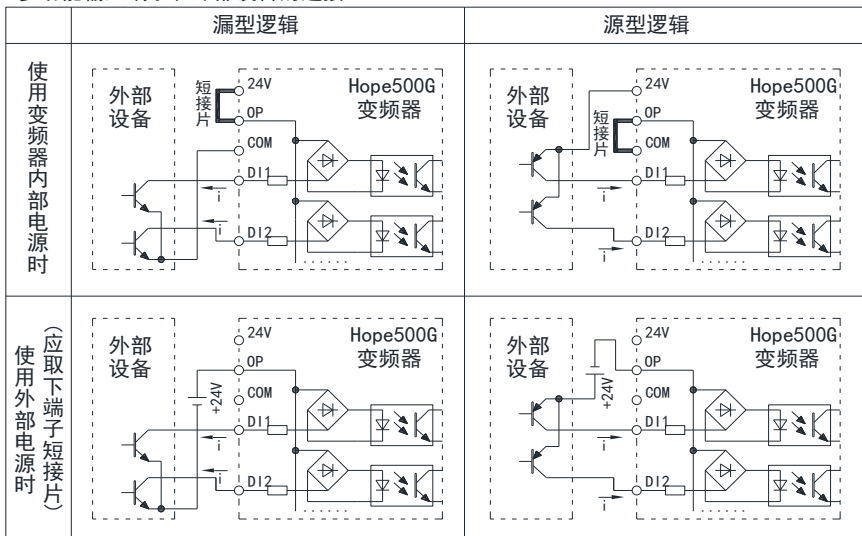 漏型逻辑
源型逻辑
使用变频器内部电源时
外部
设备
短接片
24V
OP
COM
DI1
DI2
i
i
Hope500G
变频器
......
外部
设备
短接片
24V
OP
COM
DI1
DI2
i
i
Hope500G
变频器
......
使用外部电源时
(应取下端子短接片)
外部
设备
+24V
24V
OP
COM
DI1
DI2
i
i
Hope500G
变频器
......
外部
设备
+24V
24V
OP
COM
DI1
DI2
i
i
Hope500G
变频器
......